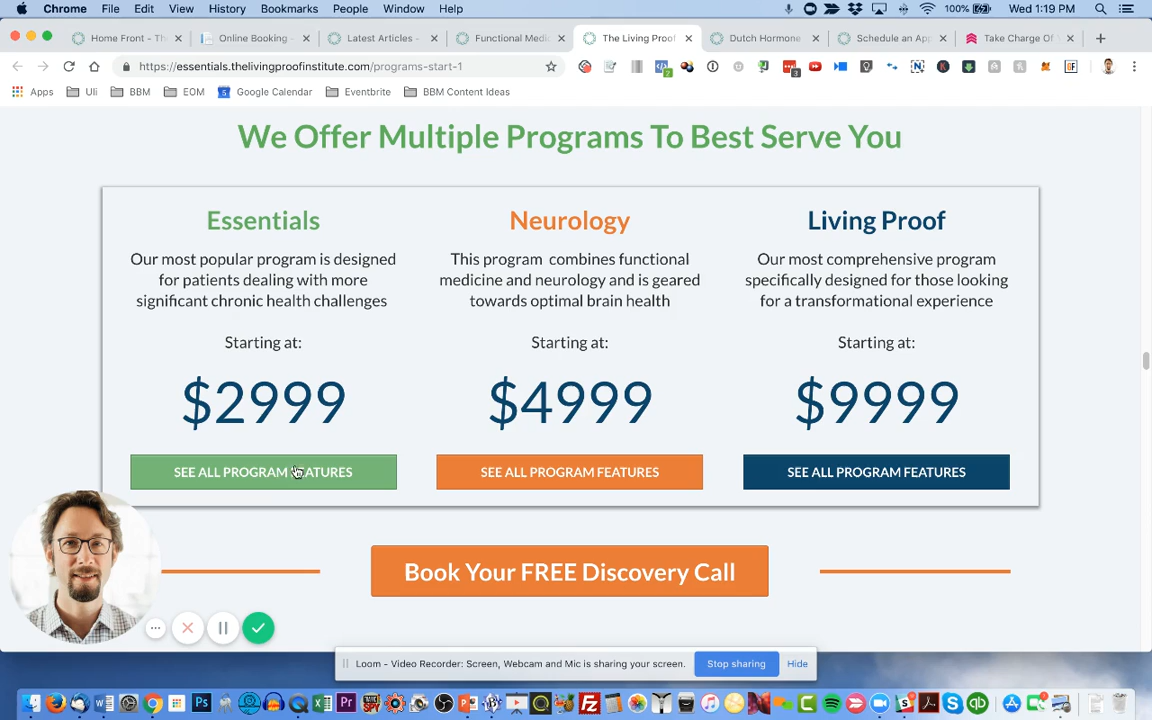 Chrome File Edit View History Bookmarks People Window Help 100% Wed 1:19 PM
Home Front - Th Online Booking - Latest Articles - Functional Medic The Living Proof Dutch Hormone Schedule an App Take Charge Of
https://essentials.thelivingproofinstitute.com/programs-start-1
Apps Uli BBM EOM Google Calendar Eventbrite BBM Content Ideas
We Offer Multiple Programs To Best Serve You
Essentials
Our most popular program is designed
for patients dealing with more
significant chronic health challenges
Starting at:
$2999
SEE ALL PROGRAM FEATURES
Neurology
This program combines functional
medicine and neurology and is geared
towards optimal brain health
Starting at:
$4999
SEE ALL PROGRAM FEATURES
Living Proof
Our most comprehensive program
specifically designed for those looking
for a transformational experience
Starting at:
$9999
SEE ALL PROGRAM FEATURES
Book Your FREE Discovery Call
Loom - Video Recorder: Screen, Webcam and Mic is sharing your screen. Stop sharing Hide